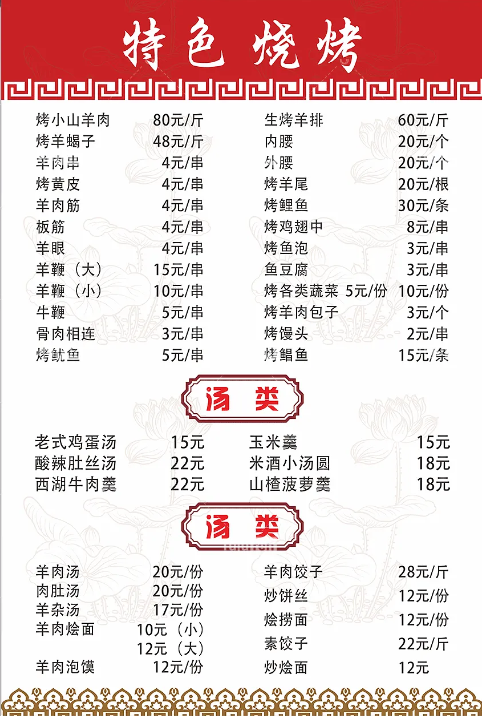 特色烧烤
烤小山羊肉 80元/斤
烤羊蝎子 48元/斤
羊肉串 4元/串
烤黄皮 4元/串
羊肉筋 4元/串
板筋 4元/串
羊眼 4元/串
羊鞭（大） 15元/串
羊鞭（小） 10元/串
牛鞭 5元/串
骨肉相连 3元/串
烤鱿鱼 5元/串
生烤羊排 60元/斤
内腰 20元/个
外腰 20元/个
烤羊尾 20元/根
烤鲤鱼 30元/条
烤鸡翅中 8元/串
烤鱼泡 3元/串
鱼豆腐 3元/串
烤各类蔬菜 5元/份 10元/份
烤羊肉包子 3元/个
烤馒头 2元/串
烤鲳鱼 15元/条
汤 类
老式鸡蛋汤 15元
酸辣肚丝汤 22元
西湖牛肉羹 22元
玉米羹 15元
米酒小汤圆 18元
山楂菠萝羹 18元
汤 类
羊肉汤 20元/份
肉肚汤 20元/份
羊杂汤 17元/份
羊肉烩面 10元（小）
12元（大）
羊肉泡馍 12元/份
羊肉饺子 28元/斤
炒饼丝 12元/份
烩捞面 12元/份
素饺子 22元/斤
炒烩面 12元